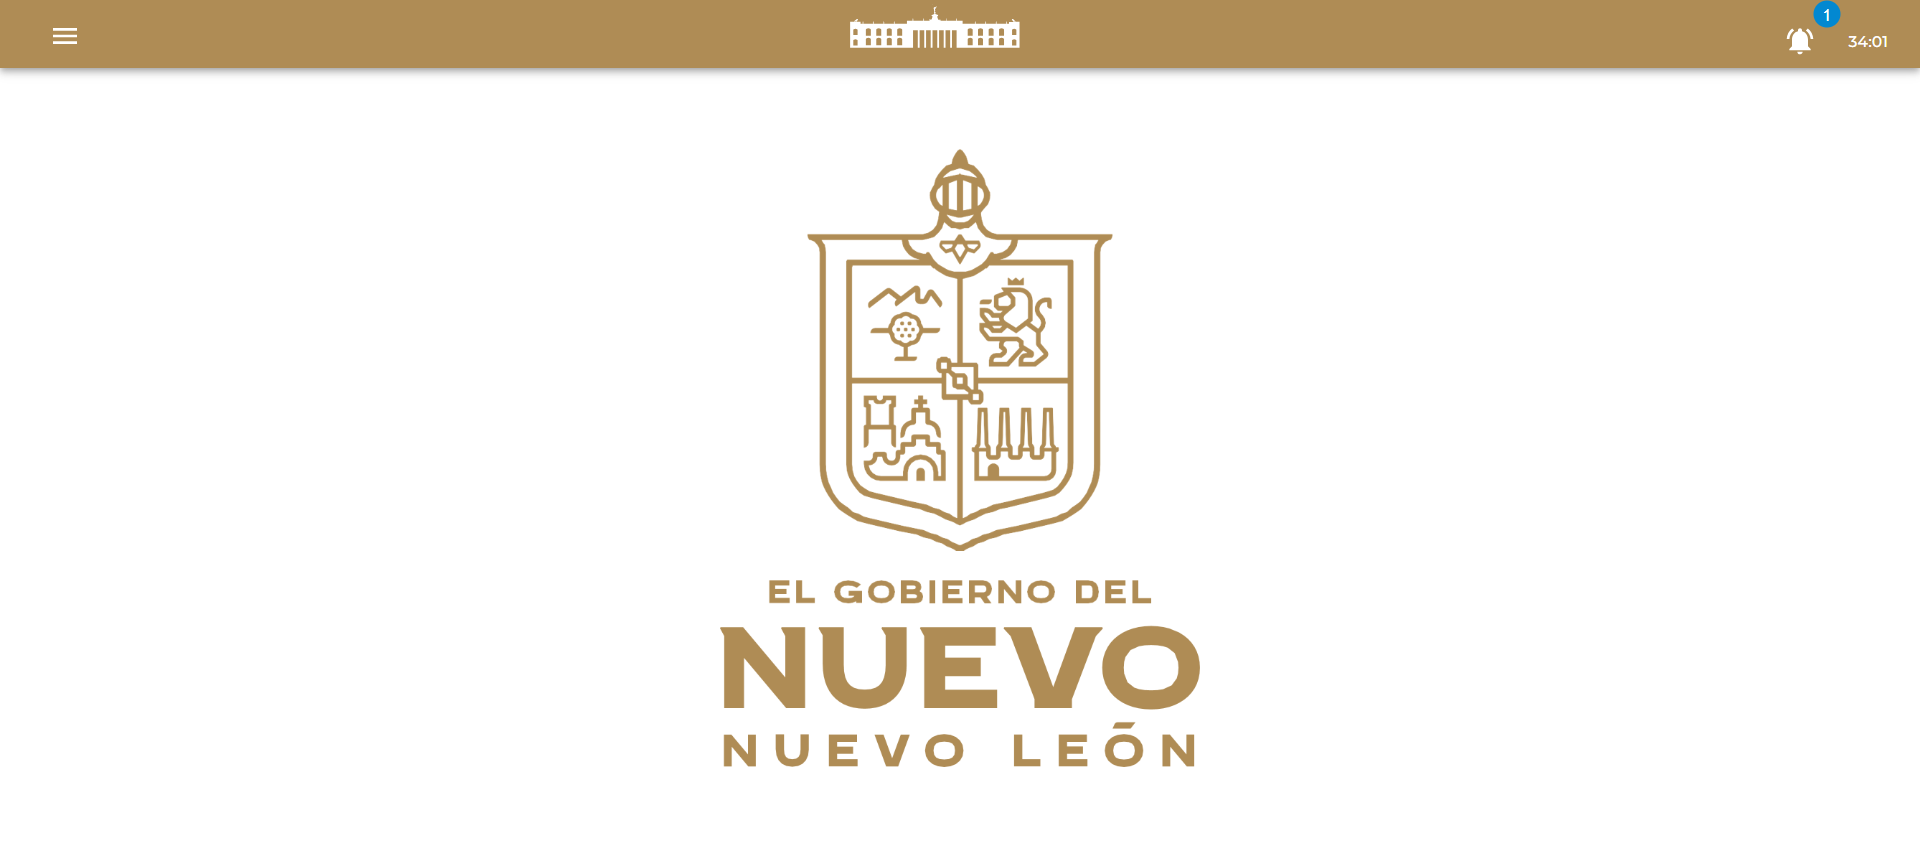 1
34:01
EL GOBIERNO DEL
NUEVO
NUEVO LEÓN